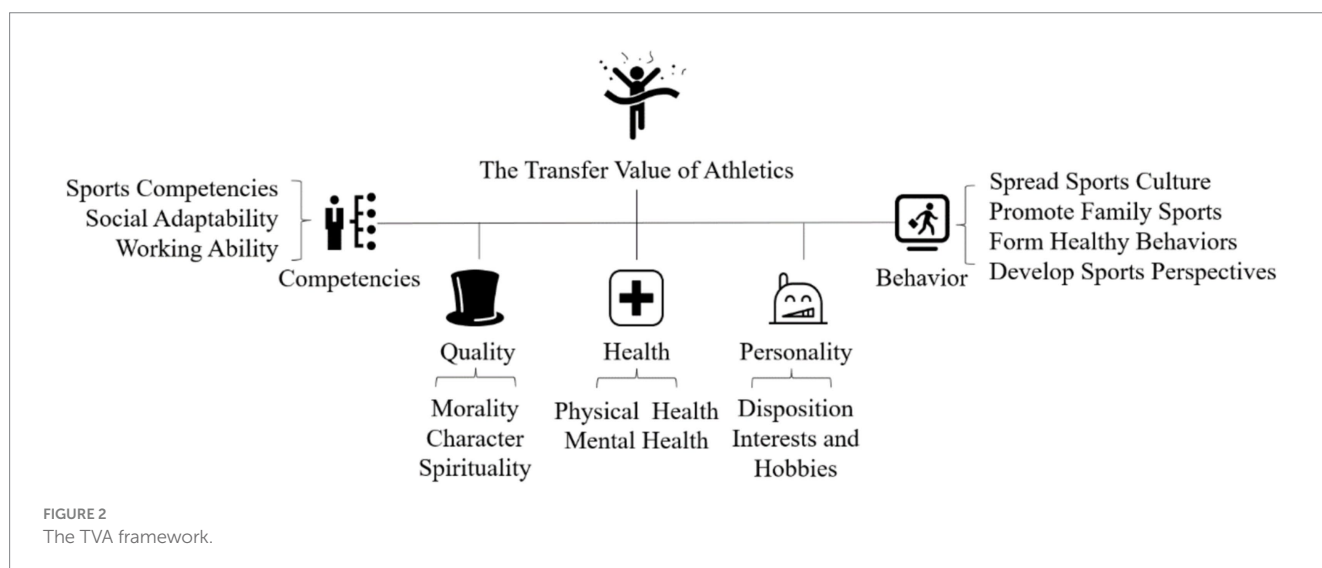 The Transfer Value of Athletics
Sports Competencies
Social Adaptability
Working Ability
Competencies
Quality
Morality
Character
Spirituality
Health
Physical Health
Mental Health
Personality
Disposition
Interests and
Hobbies
Behavior
Spread Sports Culture
Promote Family Sports
Form Healthy Behaviors
Develop Sports Perspectives
FIGURE 2
The TVA framework.